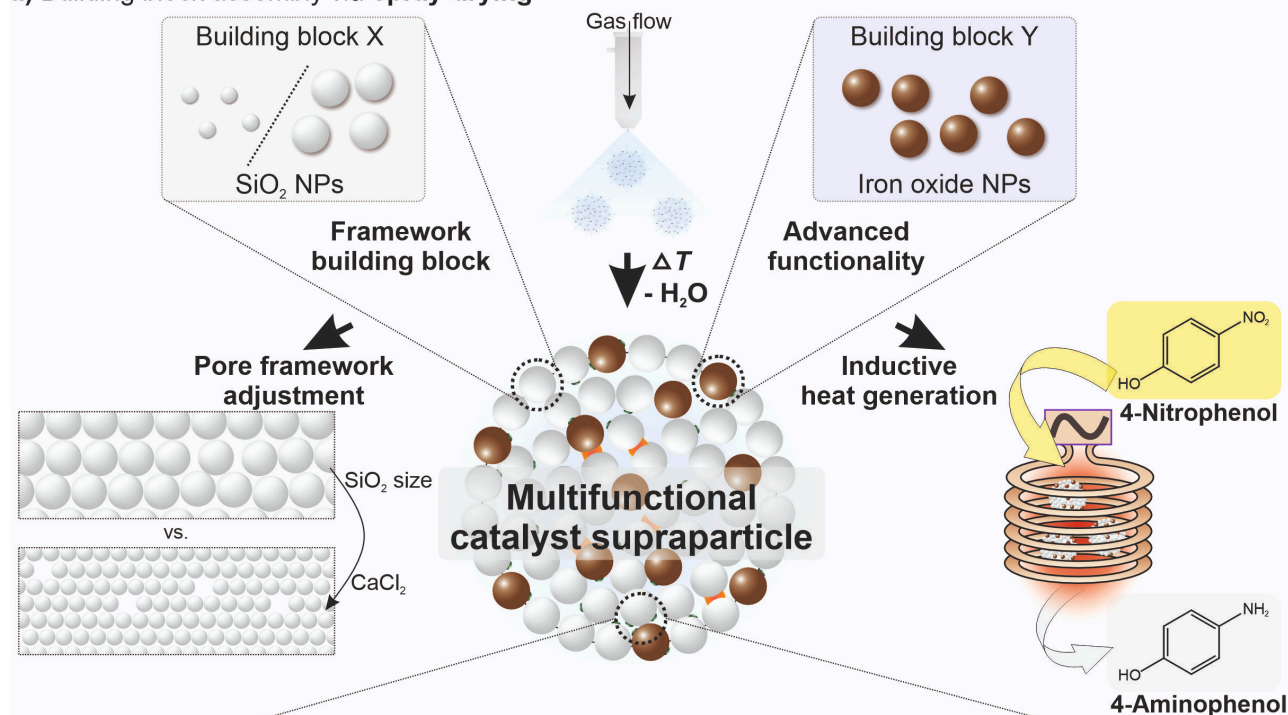 Gas flow
Building block X
SiO₂ NPs
Building block Y
Iron oxide NPs
Framework
building block
Advanced
functionality
△T
- H₂O
Pore framework
adjustment
Inductive
heat generation
NO₂
HO
4-Nitrophenol
SiO₂ size
vs.
CaCl₂
Multifunctional
catalyst supraparticle
NH₂
HO
4-Aminophenol